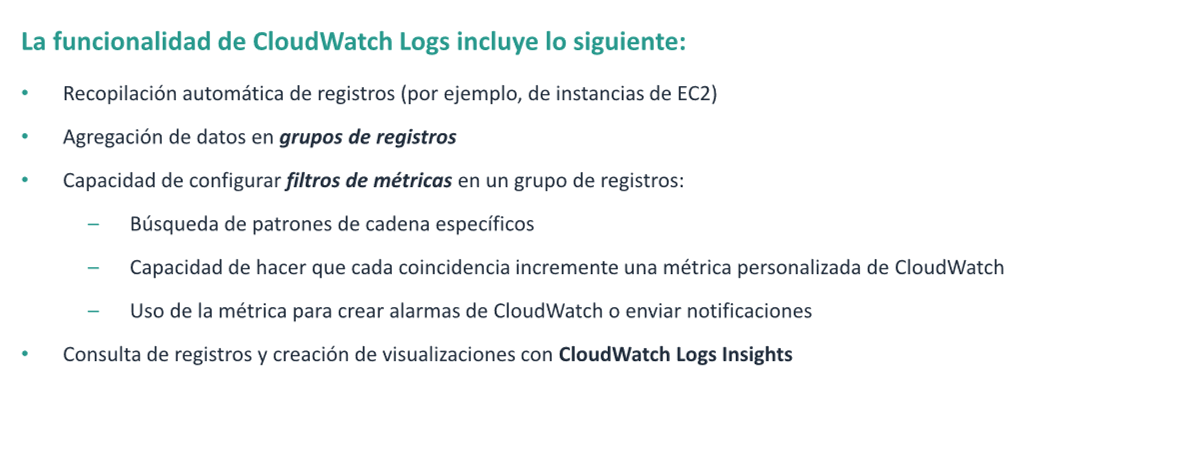 La funcionalidad de CloudWatch Logs incluye lo siguiente:
• Recopilación automática de registros (por ejemplo, de instancias de EC2)
• Agregación de datos en grupos de registros
• Capacidad de configurar filtros de métricas en un grupo de registros:
– Búsqueda de patrones de cadena específicos
– Capacidad de hacer que cada coincidencia incremente una métrica personalizada de CloudWatch
– Uso de la métrica para crear alarmas de CloudWatch o enviar notificaciones
• Consulta de registros y creación de visualizaciones con CloudWatch Logs Insights